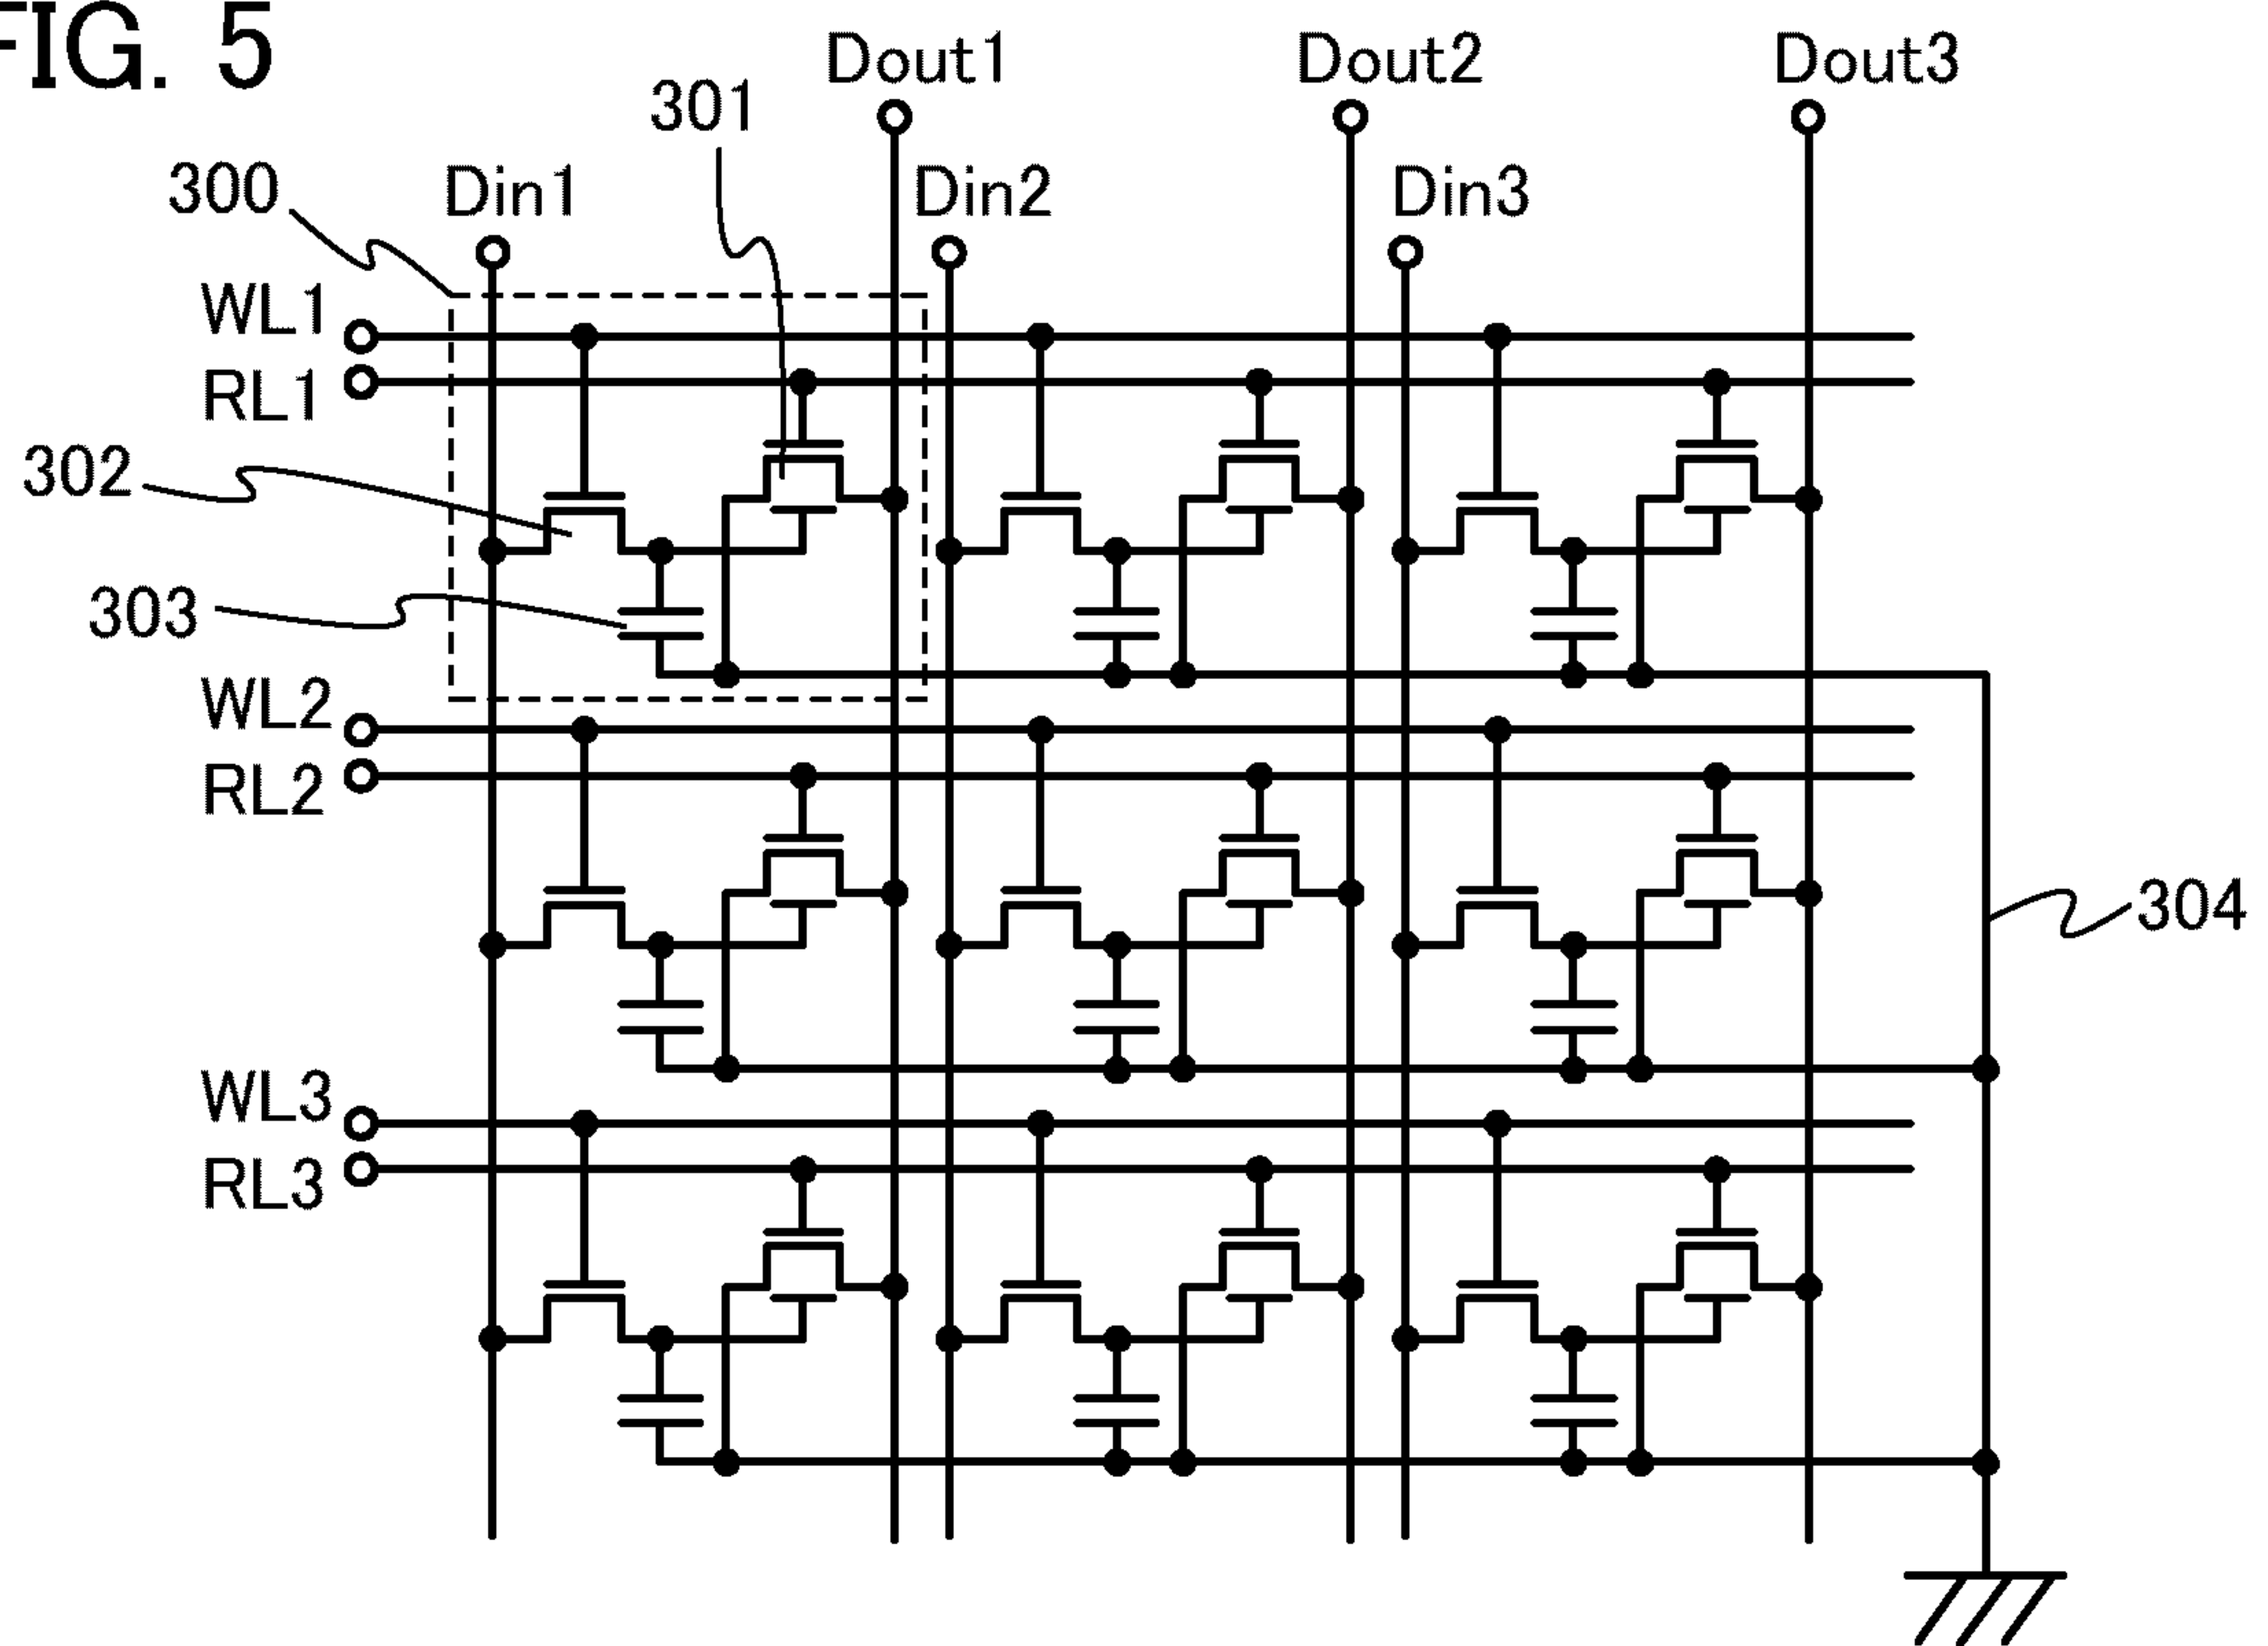 FIG. 5
Dout1 Dout2 Dout3
301
300 Din1 Din2 Din3
WL1
RL1
302
303
WL2
RL2
304
WL3
RL3